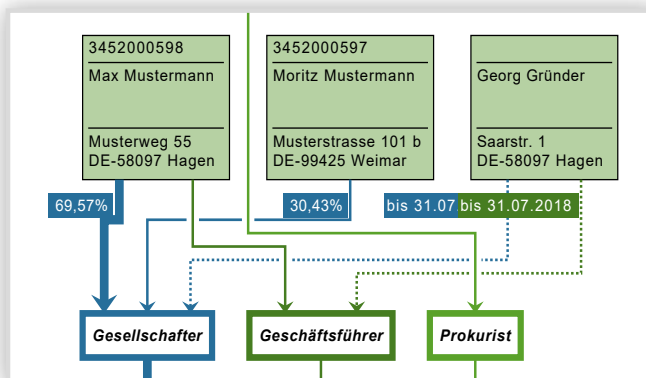 3452000598
Max Mustermann
Musterweg 55
DE-58097 Hagen
3452000597
Moritz Mustermann
Musterstrasse 101 b
DE-99425 Weimar
Georg Gründer
Saarstr. 1
DE-58097 Hagen
69,57%
30,43%
bis 31.07.
bis 31.07.2018
Gesellschafter
Geschäftsführer
Prokurist